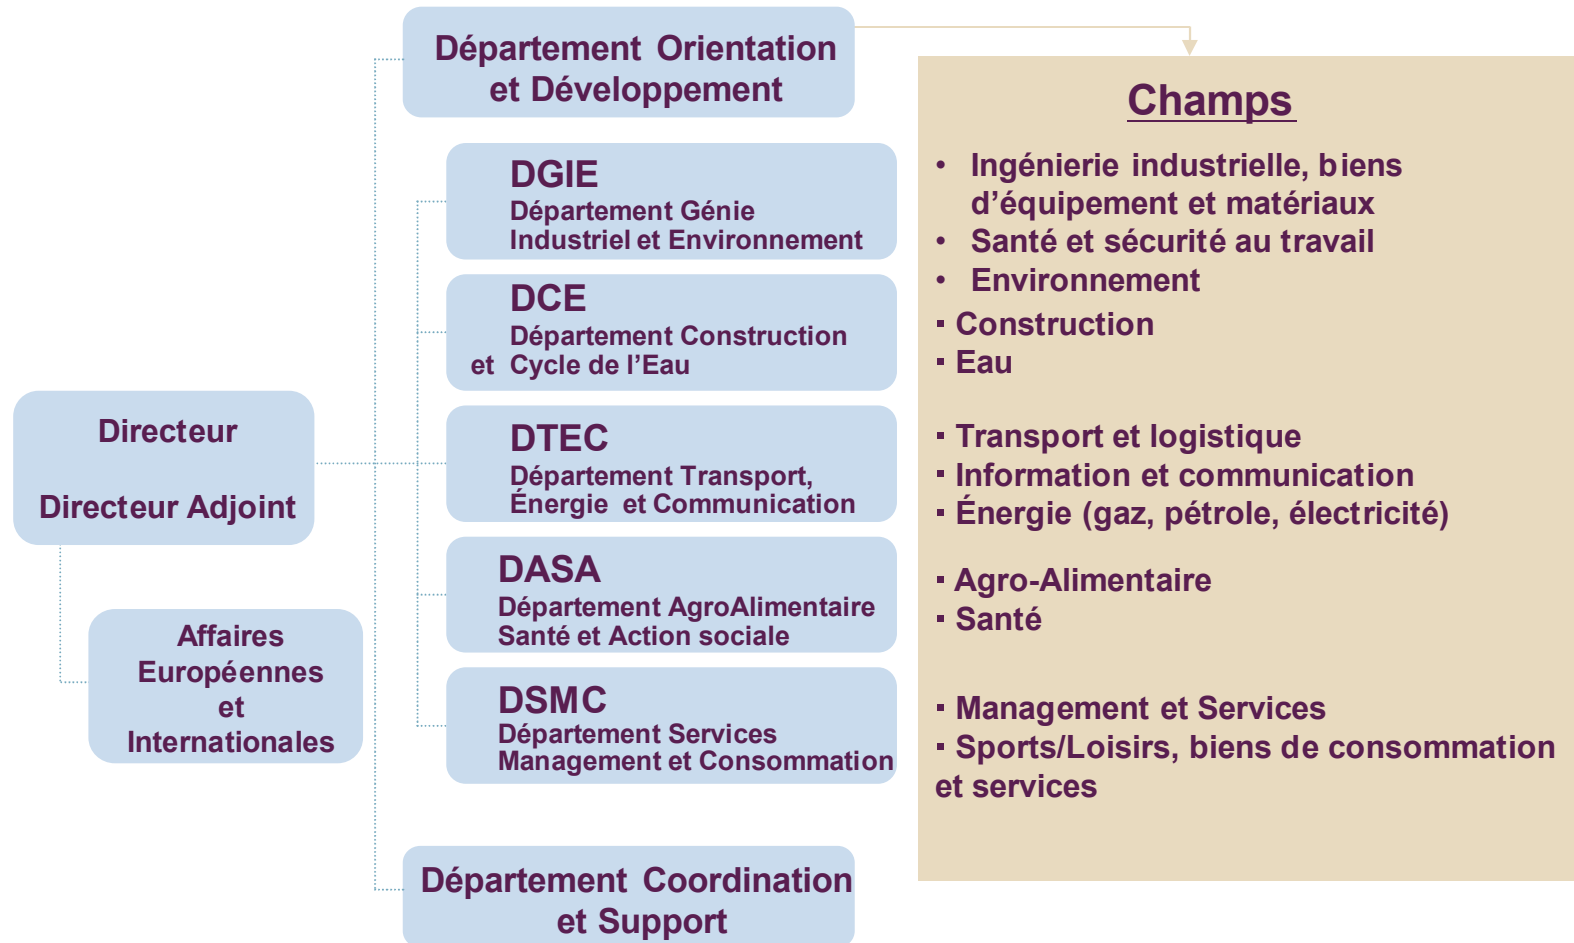 Département Orientation
et Développement
DGIE
Département Génie
Industriel et Environnement
DCE
Département Construction
et Cycle de l’Eau
DTEC
Département Transport,
Énergie et Communication
DASA
Département AgroAlimentaire
Santé et Action sociale
DSMC
Département Services
Management et Consommation
Département Coordination
et Support
Directeur
Directeur Adjoint
Affaires
Européennes
et
Internationales
Champs
• Ingénierie industrielle, biens
d’équipement et matériaux
• Santé et sécurité au travail
• Environnement
▪ Construction
▪ Eau
▪ Transport et logistique
▪ Information et communication
▪ Énergie (gaz, pétrole, électricité)
▪ Agro-Alimentaire
▪ Santé
▪ Management et Services
▪ Sports/Loisirs, biens de consommation
et services